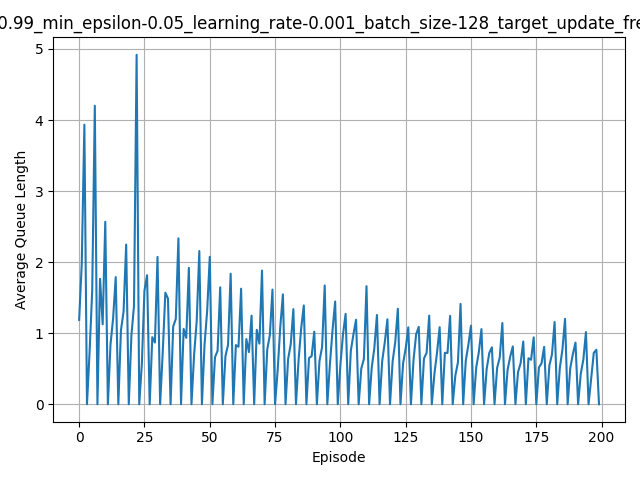 0.99_min_epsilon-0.05_learning_rate-0.001_batch_size-128_target_update_fre
5
4
3
2
1
0
Average Queue Length
0 25 50 75 100 125 150 175 200
Episode